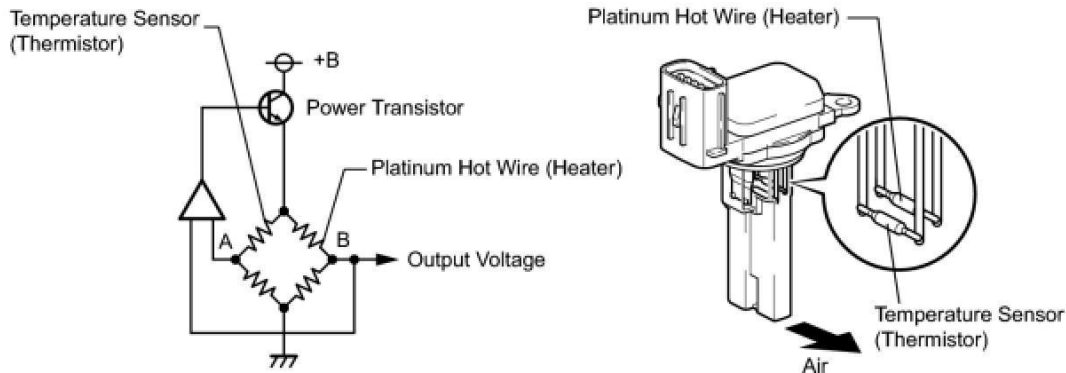 Temperature Sensor
(Thermistor)
+B
Power Transistor
Platinum Hot Wire (Heater)
A
B
Output Voltage
Platinum Hot Wire (Heater)
Temperature Sensor
(Thermistor)
Air